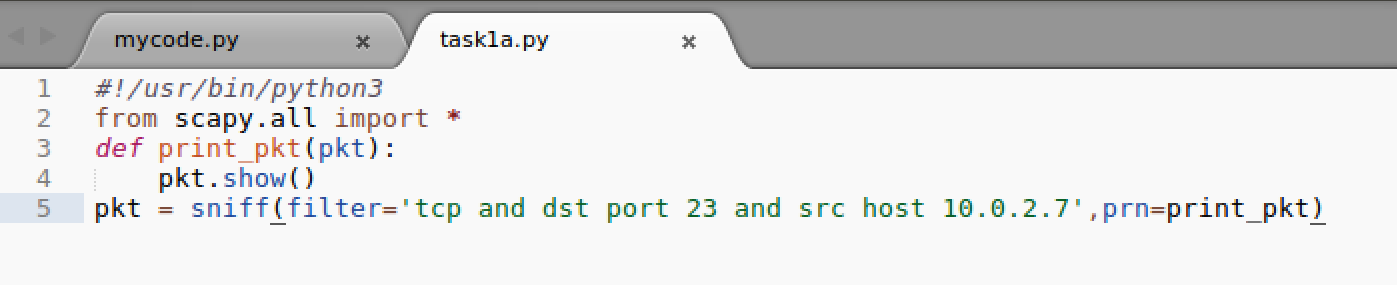 mycode.py × task1a.py ×
1 #!/usr/bin/python3
2 from scapy.all import *
3 def print_pkt(pkt):
4     pkt.show()
5 pkt = sniff(filter='tcp and dst port 23 and src host 10.0.2.7',prn=print_pkt)